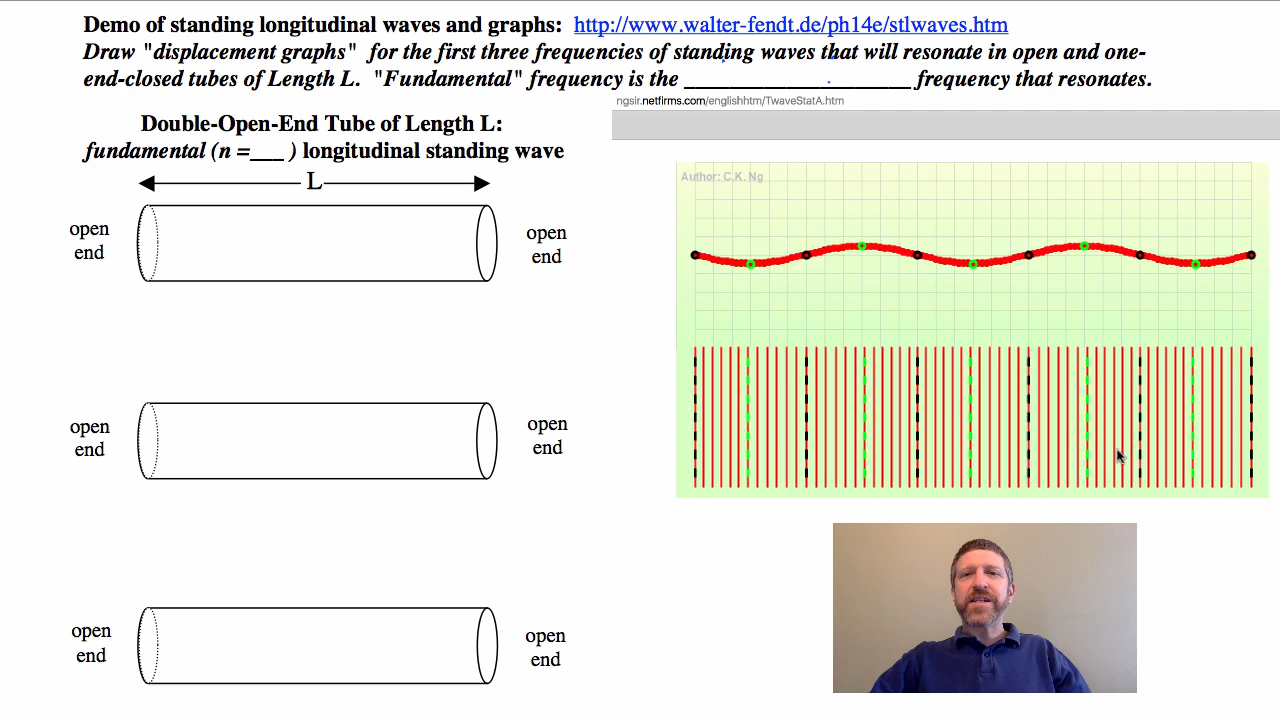 Demo of standing longitudinal waves and graphs: http://www.walter-fendt.de/ph14e/stlwaves.htm
Draw "displacement graphs" for the first three frequencies of standing waves that will resonate in open and one-
end-closed tubes of Length L. "Fundamental" frequency is the ____________________ frequency that resonates.
ngsir.netfirms.com/englishhtm/TwaveStatA.htm
Double-Open-End Tube of Length L:
fundamental (n =___ ) longitudinal standing wave
L
Author: C.K. Ng
open
end
open
end
open
end
open
end
open
end
open
end